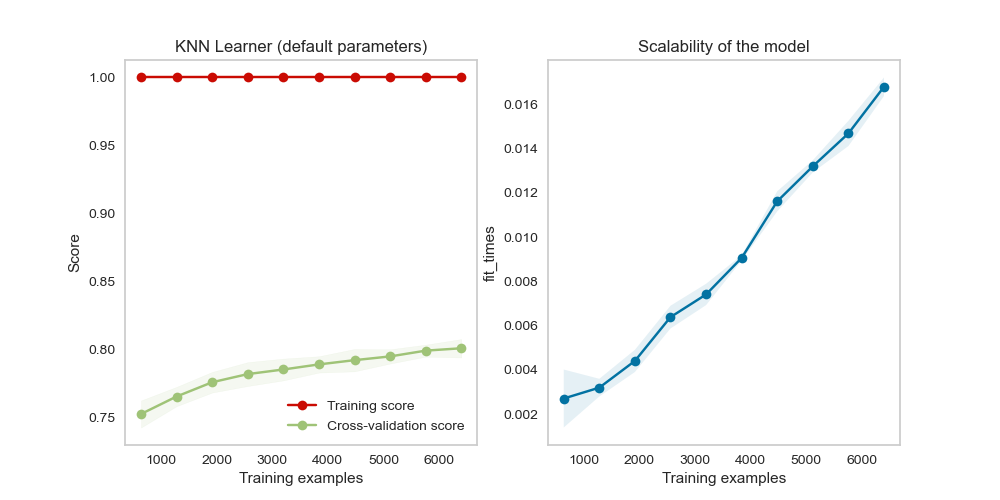 KNN Learner (default parameters)
1.00
0.95
0.90
0.85
0.80
0.75
Score
Training score
Cross-validation score
1000 2000 3000 4000 5000 6000
Training examples
Scalability of the model
0.016
0.014
0.012
0.010
0.008
0.006
0.004
0.002
fit_times
1000 2000 3000 4000 5000 6000
Training examples